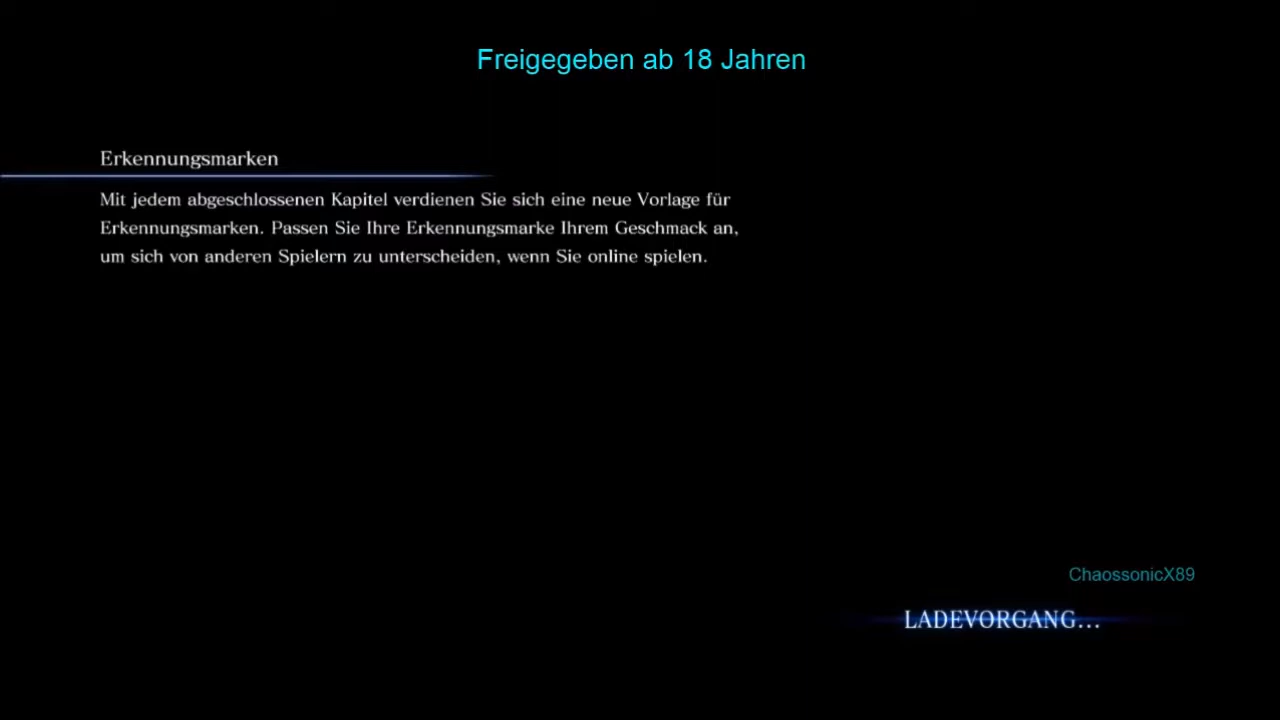 Freigegeben ab 18 Jahren
Erkennungsmarken
Mit jedem abgeschlossenen Kapitel verdienen Sie sich eine neue Vorlage für
Erkennungsmarken. Passen Sie Ihre Erkennungsmarke Ihrem Geschmack an,
um sich von anderen Spielern zu unterscheiden, wenn Sie online spielen.
ChaossonicX89
LADEVORGANG...